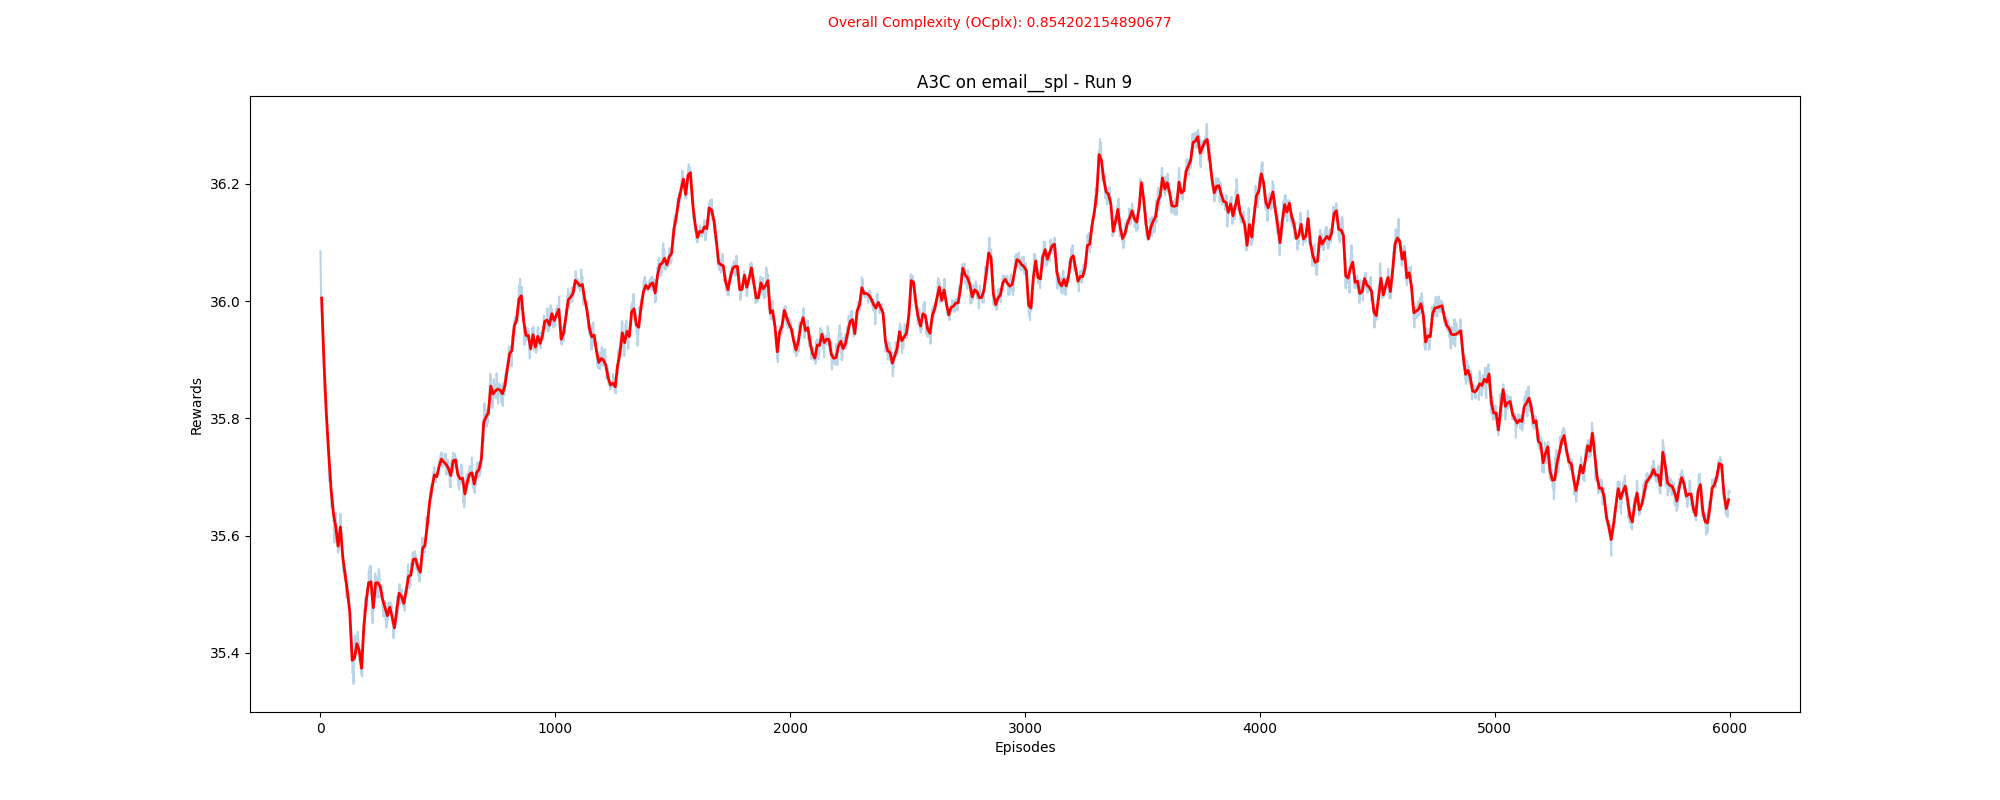 Overall Complexity (OCplx): 0.854202154890677
A3C on email__spl - Run 9
Rewards
36.2
36.0
35.8
35.6
35.4
0 1000 2000 3000 4000 5000 6000
Episodes